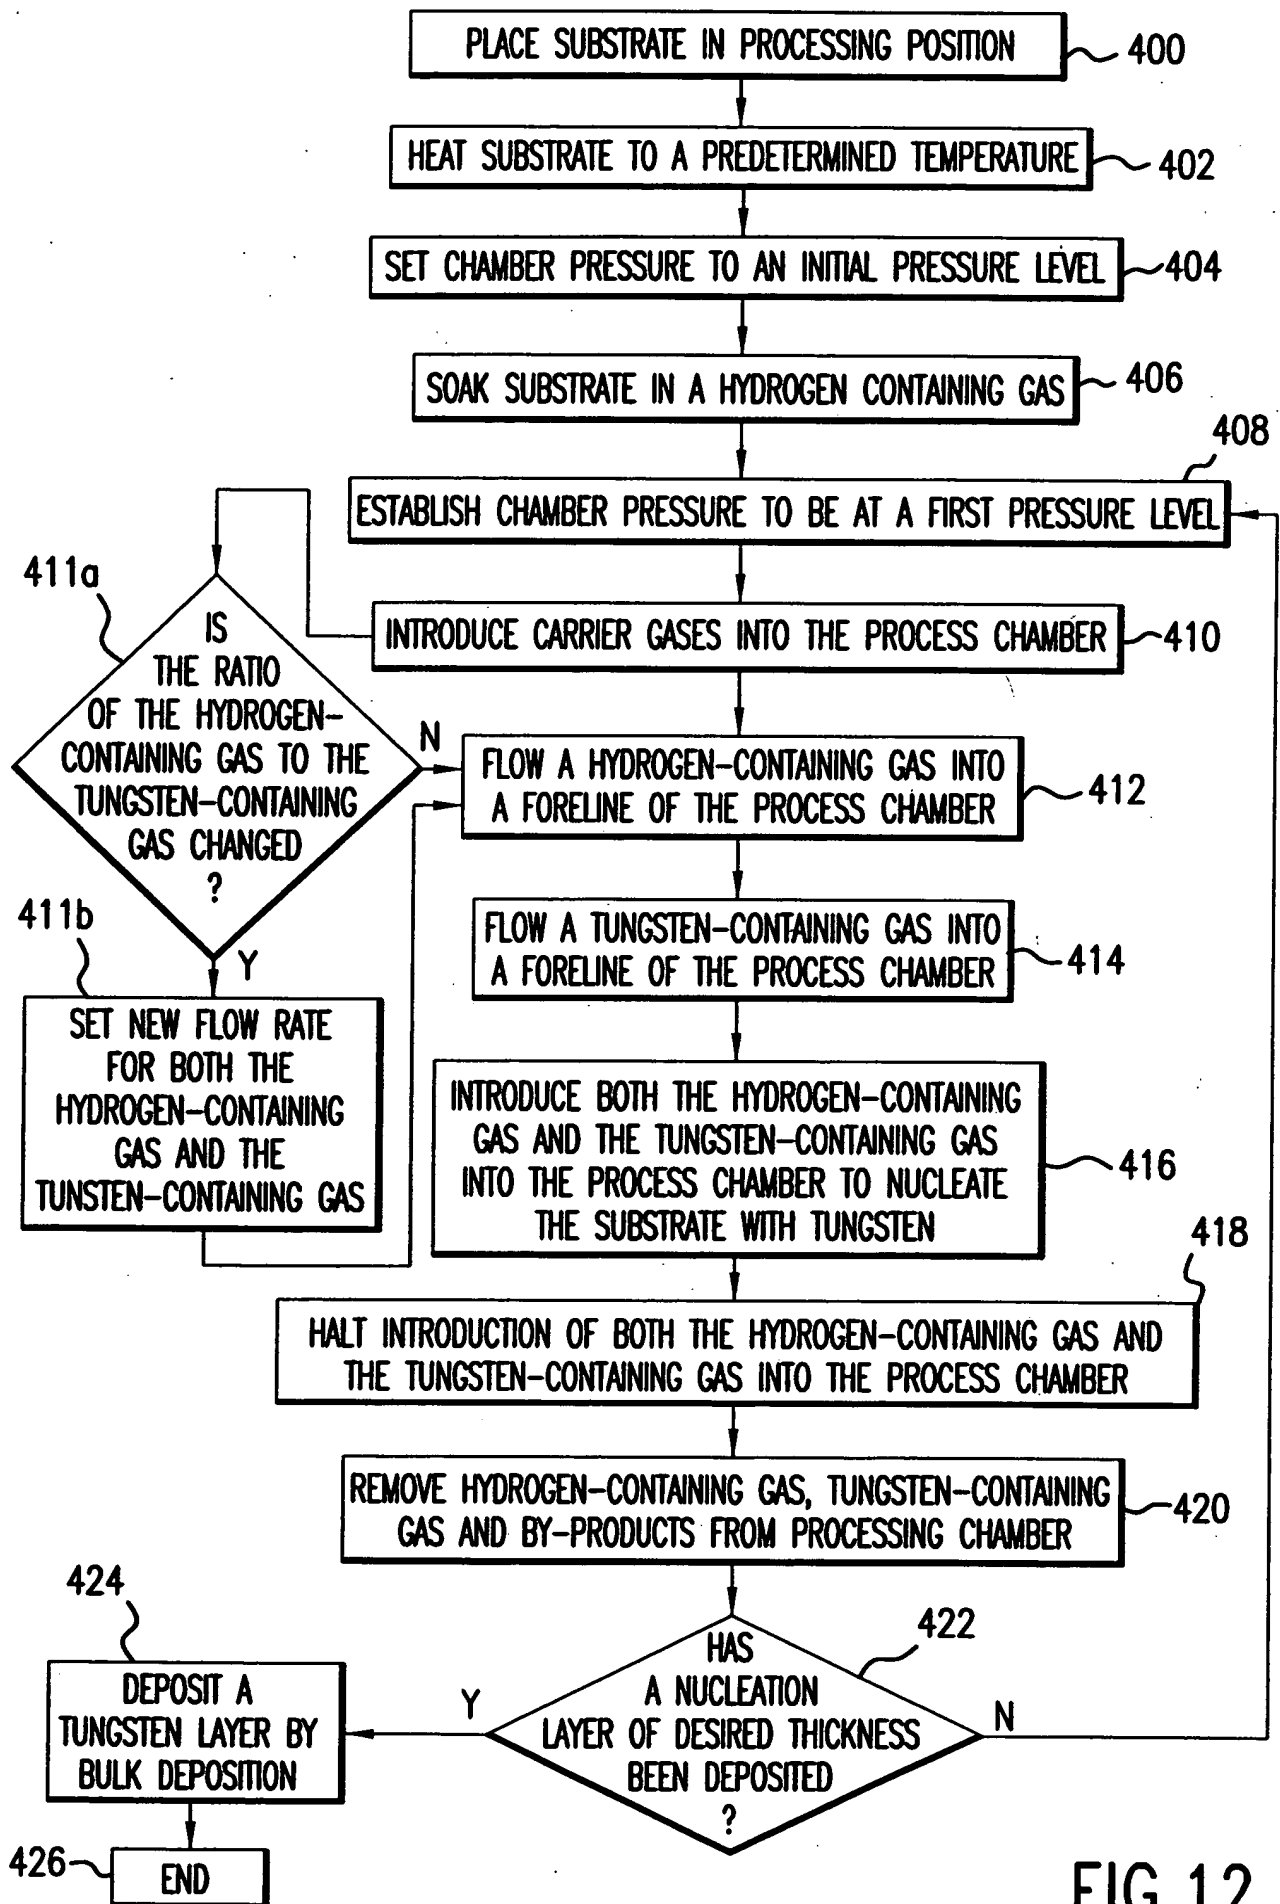 PLACE SUBSTRATE IN PROCESSING POSITION
400
HEAT SUBSTRATE TO A PREDETERMINED TEMPERATURE
402
SET CHAMBER PRESSURE TO AN INITIAL PRESSURE LEVEL
404
SOAK SUBSTRATE IN A HYDROGEN CONTAINING GAS
406
408
ESTABLISH CHAMBER PRESSURE TO BE AT A FIRST PRESSURE LEVEL
INTRODUCE CARRIER GASES INTO THE PROCESS CHAMBER
410
411a
IS
THE RATIO
OF THE HYDROGEN-
CONTAINING GAS TO THE
TUNGSTEN-CONTAINING
GAS CHANGED
?
N
Y
411b
SET NEW FLOW RATE
FOR BOTH THE
HYDROGEN-CONTAINING
GAS AND THE
TUNSTEN-CONTAINING GAS
FLOW A HYDROGEN-CONTAINING GAS INTO
A FORELINE OF THE PROCESS CHAMBER
412
FLOW A TUNGSTEN-CONTAINING GAS INTO
A FORELINE OF THE PROCESS CHAMBER
414
INTRODUCE BOTH THE HYDROGEN-CONTAINING
GAS AND THE TUNGSTEN-CONTAINING GAS
INTO THE PROCESS CHAMBER TO NUCLEATE
THE SUBSTRATE WITH TUNGSTEN
416
418
HALT INTRODUCTION OF BOTH THE HYDROGEN-CONTAINING GAS AND
THE TUNGSTEN-CONTAINING GAS INTO THE PROCESS CHAMBER
REMOVE HYDROGEN-CONTAINING GAS, TUNGSTEN-CONTAINING
GAS AND BY-PRODUCTS FROM PROCESSING CHAMBER
420
422
HAS
A NUCLEATION
LAYER OF DESIRED THICKNESS
BEEN DEPOSITED
?
Y
N
424
DEPOSIT A
TUNGSTEN LAYER BY
BULK DEPOSITION
426
END
FIG.12